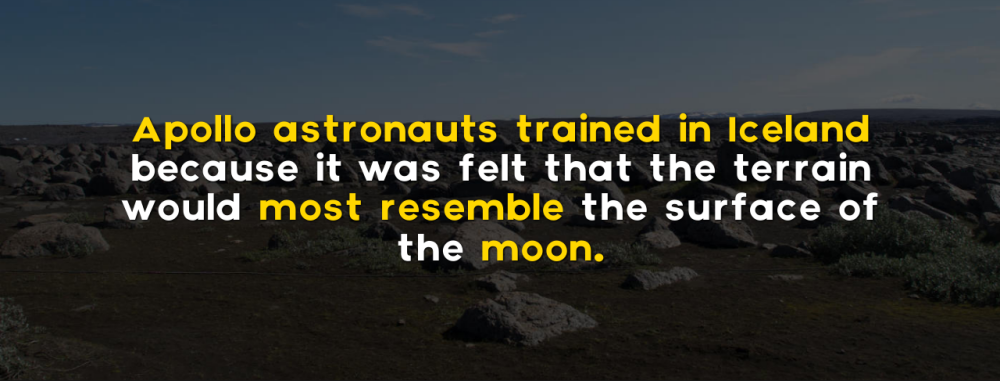 Apollo astronauts trained in Iceland
because it was felt that the terrain
would most resemble the surface of
the moon.